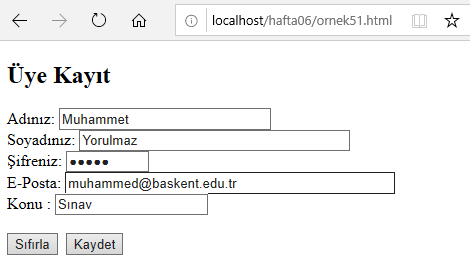 localhost/hafta06/ornek51.html
Üye Kayıt
Adınız: Muhammet
Soyadınız: Yorulmaz
Şifreniz: ●●●●●
E-Posta: muhammed@baskent.edu.tr
Konu : Sınav
Sıfırla Kaydet